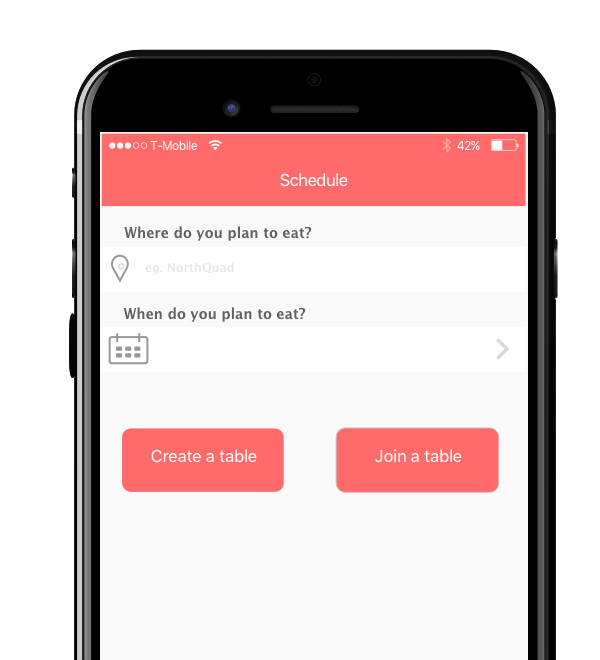 T-Mobile 42%
Schedule
Where do you plan to eat?
eg. NorthQuad
When do you plan to eat?
Create a table Join a table